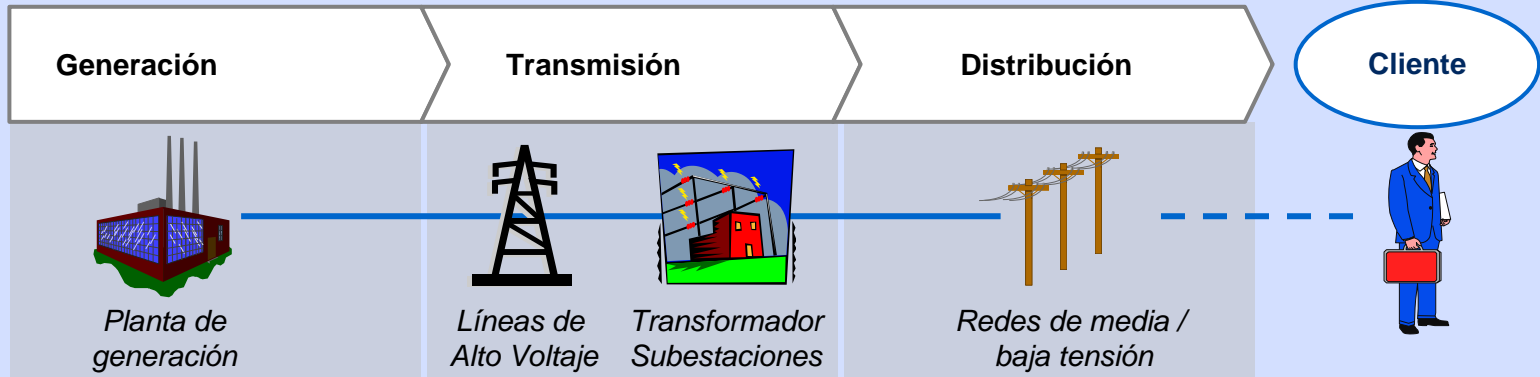 Generación
Transmisión
Distribución
Cliente
Planta de
generación
Líneas de
Alto Voltaje
Transformador
Subestaciones
Redes de media /
baja tensión